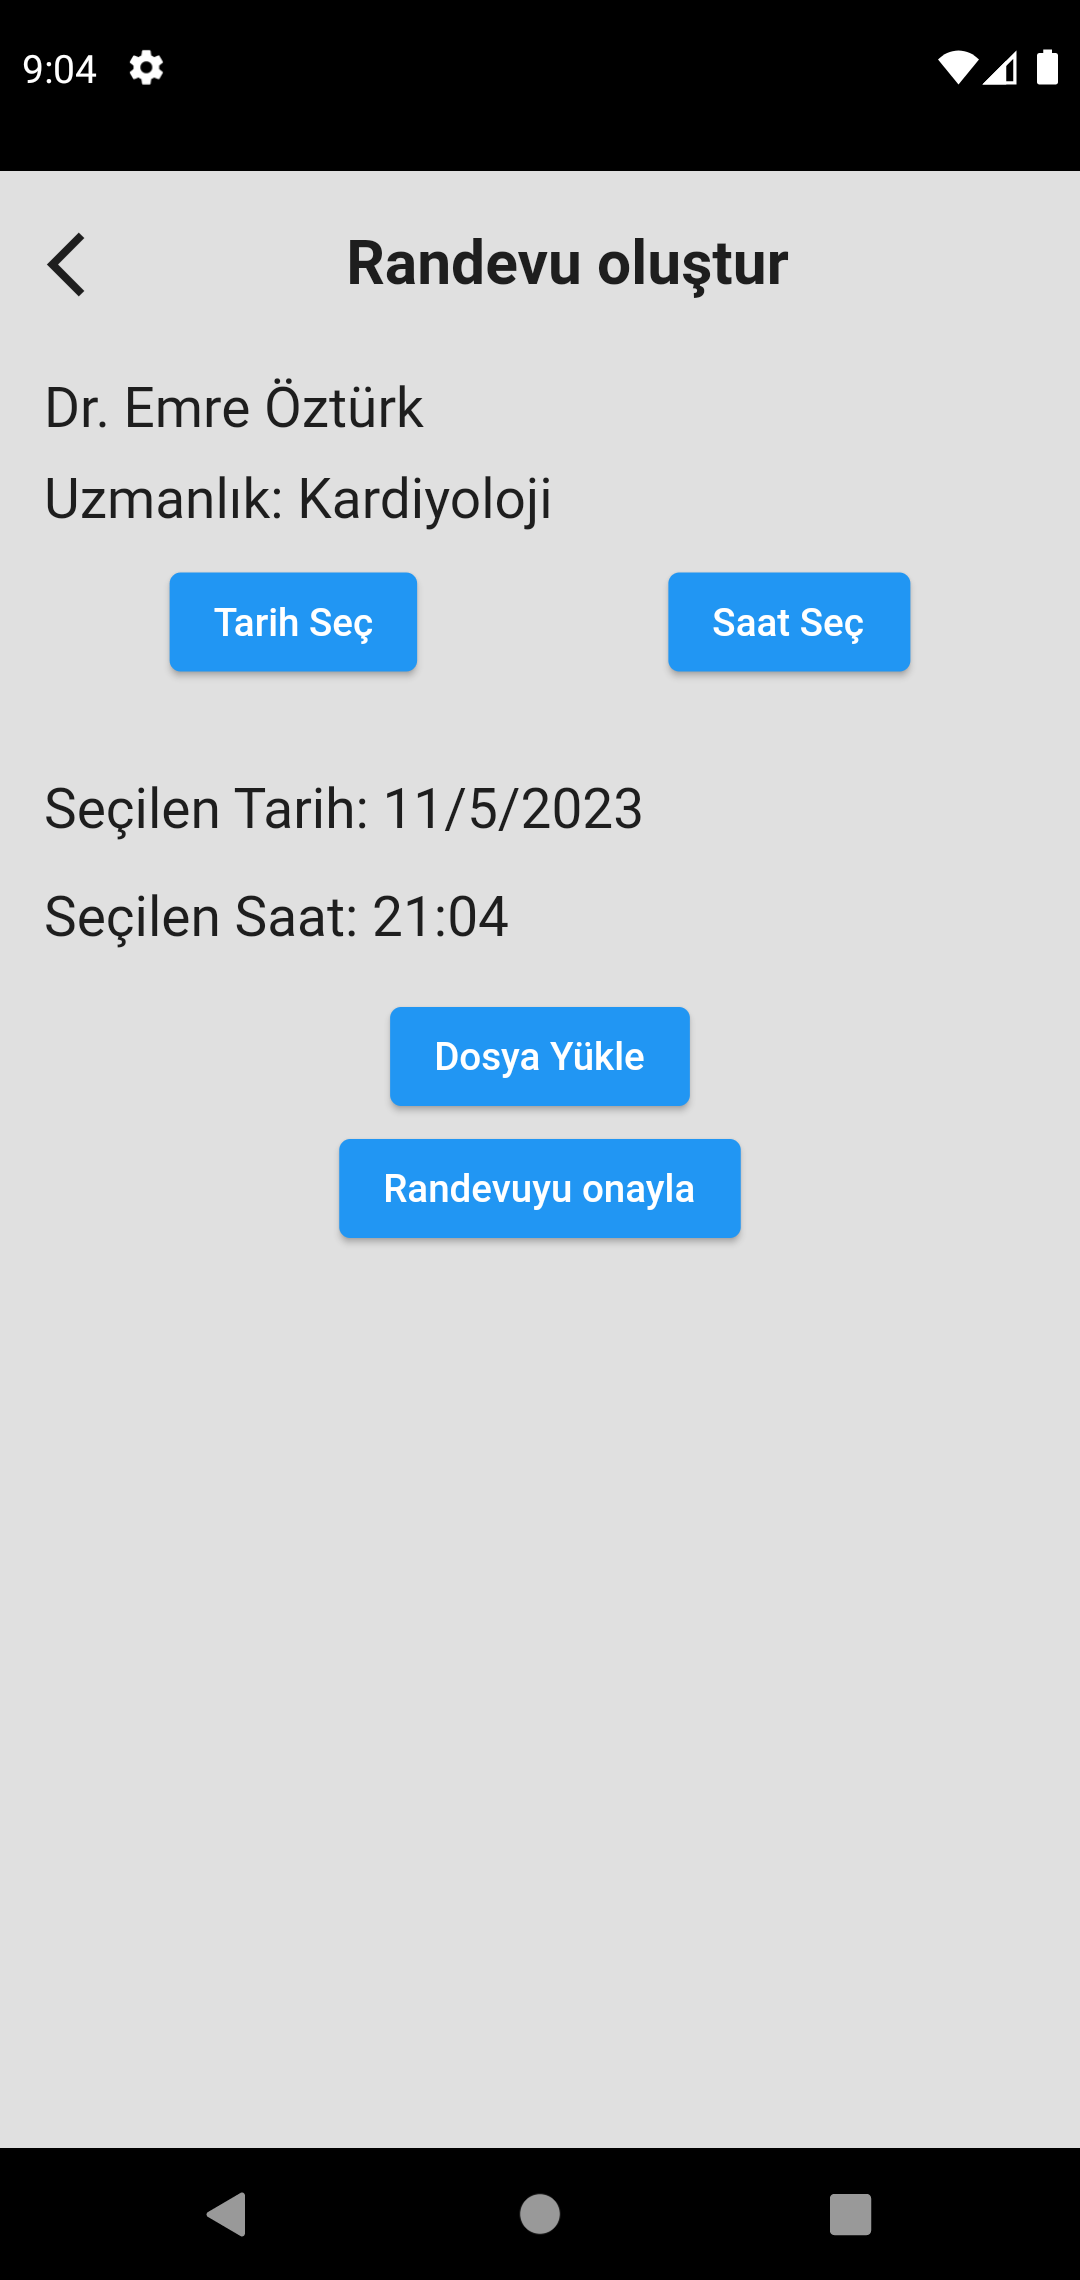 9:04
Randevu oluştur
Dr. Emre Öztürk
Uzmanlık: Kardiyoloji
Tarih Seç
Saat Seç
Seçilen Tarih: 11/5/2023
Seçilen Saat: 21:04
Dosya Yükle
Randevuyu onayla